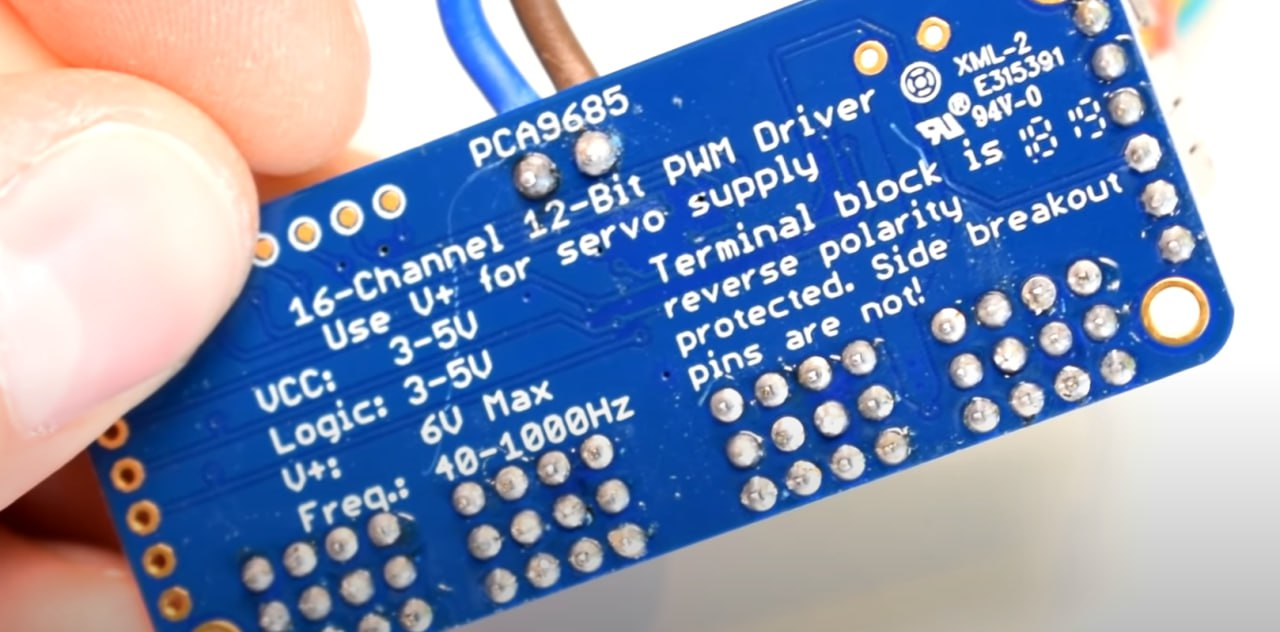 PCA9685
16-Channel 12-Bit PWM Driver
Use V+ for servo supply
VCC: 3-5V
Logic: 3-5V
V+: 6V Max
Freq.: 40-1000Hz
Terminal block is
reverse polarity
protected. Side breakout
pins are not!
XML-2
E315391
94V-0
18 19